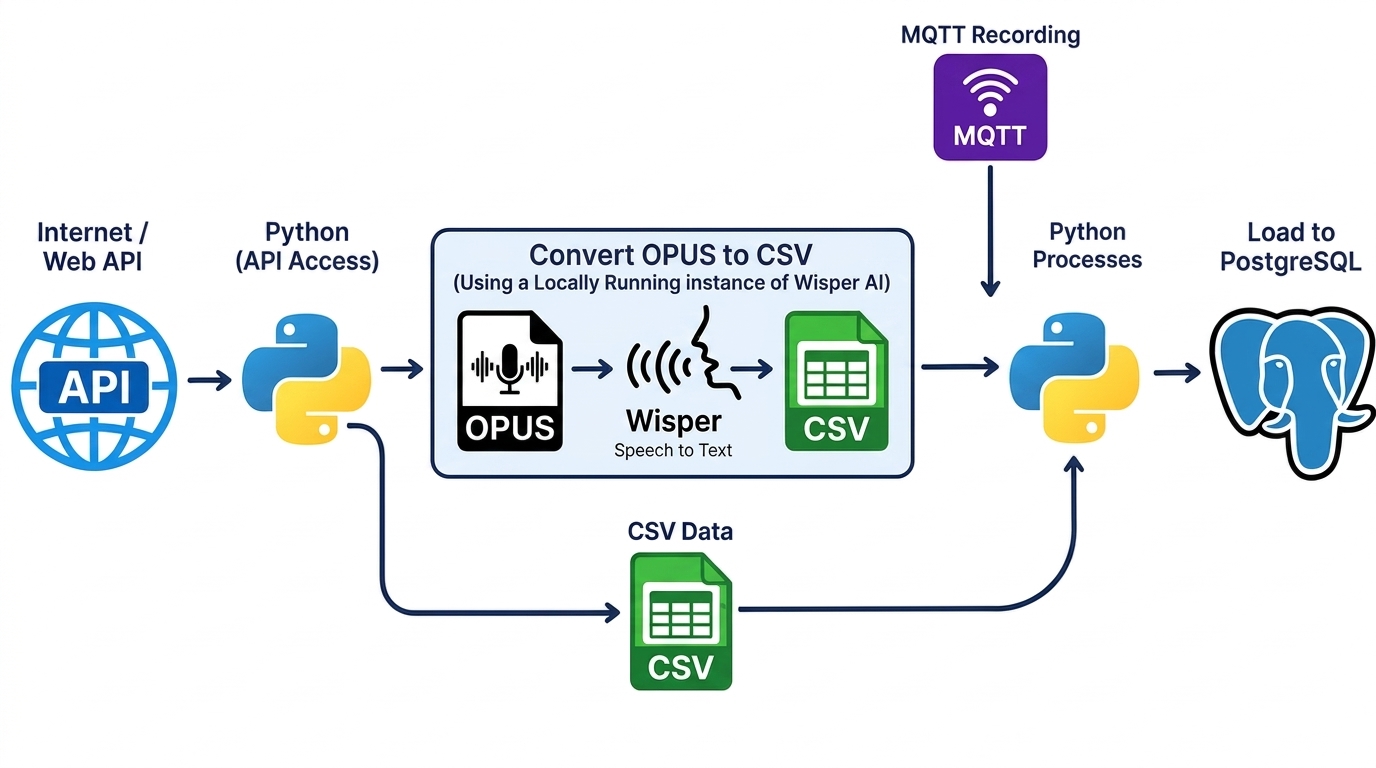 MQTT Recording
MQTT
Internet /
Web API
API
Python
(API Access)
Convert OPUS to CSV
(Using a Locally Running instance of Wisper AI)
OPUS
Wisper
Speech to Text
CSV
Python
Processes
Load to
PostgreSQL
CSV Data
CSV